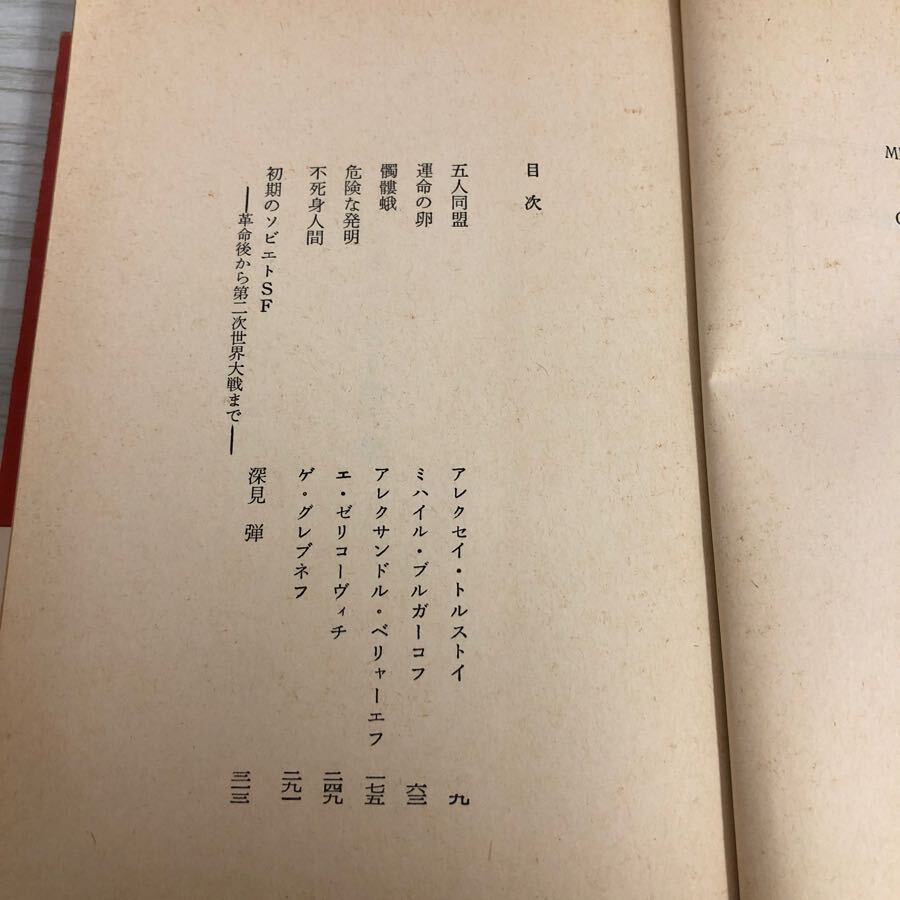 目次
五人同盟 アレクセイ・トルストイ 九
運命の卵 ミハイル・ブルガーコフ 六三
髑髏蛾 アレクサンドル・ベリャーエフ 一七五
危険な発明 エ・ゼリコーヴィチ 二四九
不死身人間 ゲ・グレブネフ 二九一
初期のソビエトSF
――革命後から第二次世界大戦まで――
深見 弾 三一三